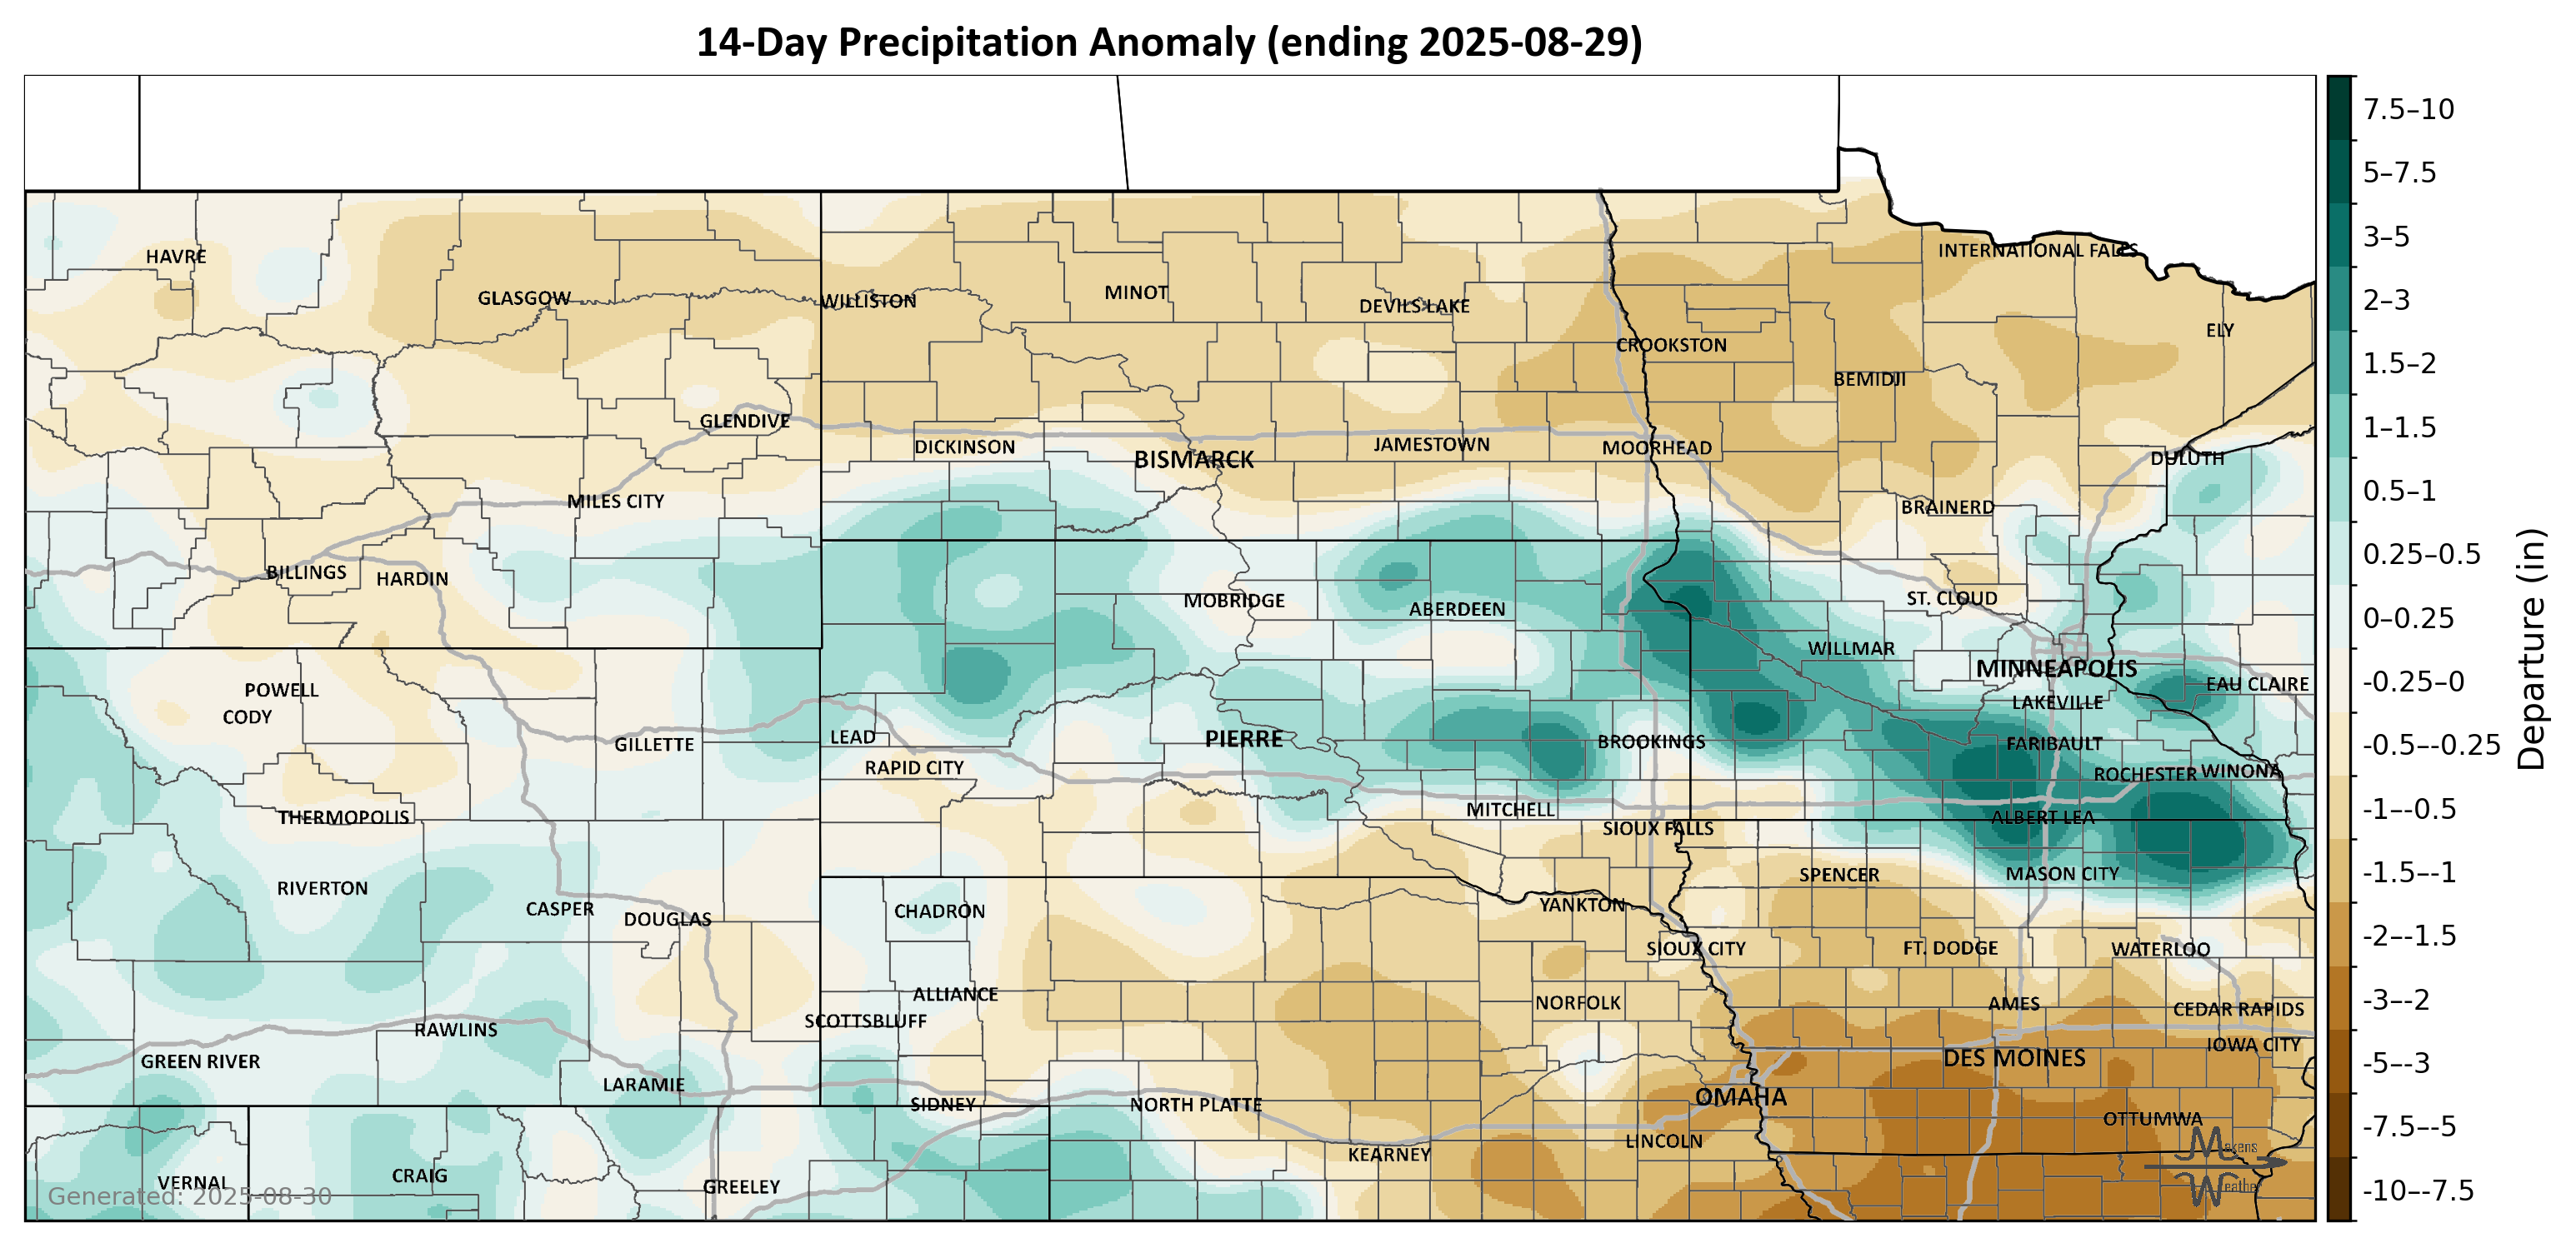 14-Day Precipitation Anomaly (ending 2025-08-29)
7.5–10
5–7.5
3–5
2–3
1.5–2
1–1.5
0.5–1
0.25–0.5
0–0.25
-0.25–0
-0.5–-0.25
-1–-0.5
-1.5–-1
-2–-1.5
-3–-2
-5–-3
-7.5–-5
-10–-7.5
Departure (in)
HAVRE
INTERNATIONAL FALLS
GLASGOW
WILLISTON
MINOT
DEVILS LAKE
ELY
CROOKSTON
BEMIDJI
GLENDIVE
DICKINSON
BISMARCK
JAMESTOWN
MOORHEAD
DULUTH
MILES CITY
BRAINERD
BILLINGS
HARDIN
MOBRIDGE
ABERDEEN
ST. CLOUD
WILLMAR
MINNEAPOLIS
EAU CLAIRE
POWELL
CODY
LAKEVILLE
GILLETTE
LEAD
PIERRE
BROOKINGS
FARIBAULT
RAPID CITY
ROCHESTER
WINONA
THERMOPOLIS
MITCHELL
SIOUX FALLS
ALBERT LEA
RIVERTON
SPENCER
MASON CITY
CASPER
DOUGLAS
CHADRON
YANKTON
SIOUX CITY
FT. DODGE
WATERLOO
ALLIANCE
NORFOLK
AMES
CEDAR RAPIDS
SCOTTSBLUFF
RAWLINS
GREEN RIVER
DES MOINES
IOWA CITY
LARAMIE
SIDNEY
NORTH PLATTE
OMAHA
OTTUMWA
LINCOLN
KEARNEY
VERNAL
CRAIG
GREELEY
Generated: 2025-08-30
Makens
Weather